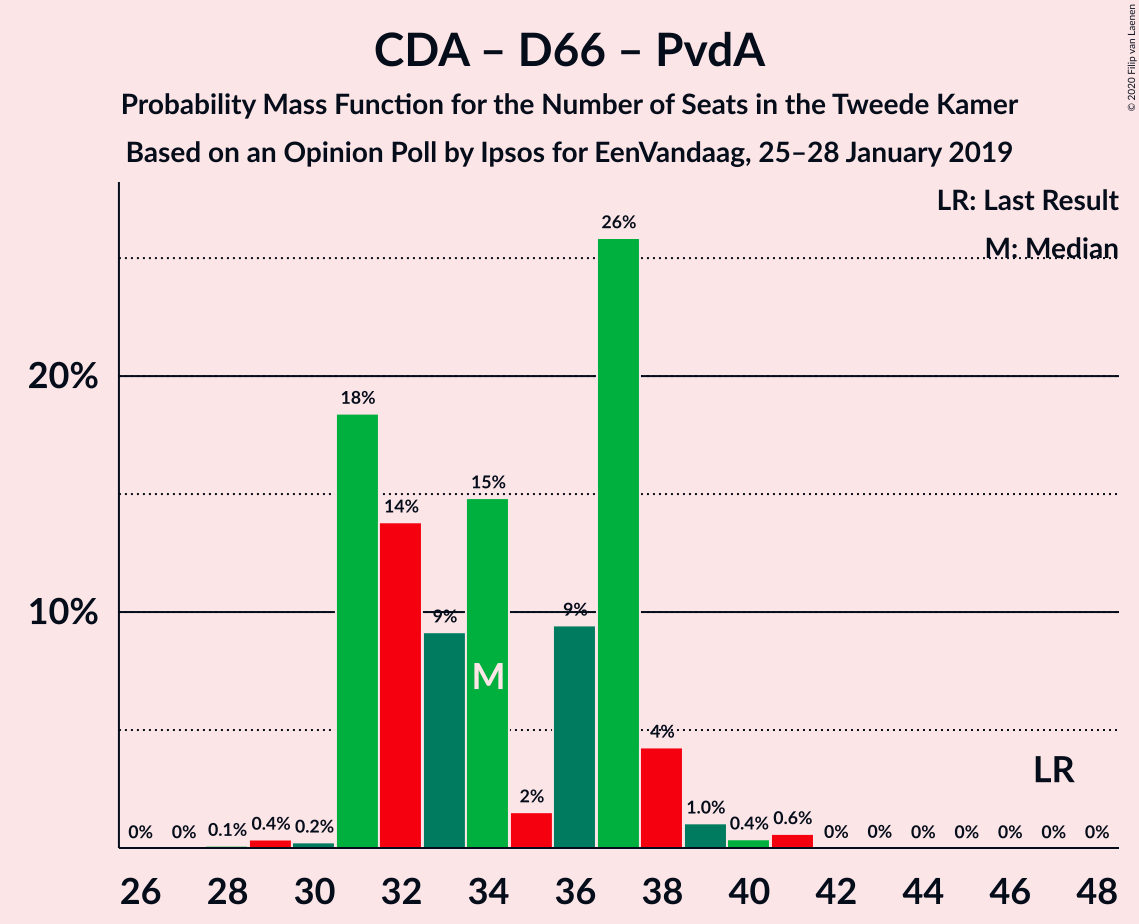 CDA – D66 – PvdA
Probability Mass Function for the Number of Seats in the Tweede Kamer
Based on an Opinion Poll by Ipsos for EenVandaag, 25–28 January 2019
© 2020 Filip van Laenen
LR: Last Result
M: Median
26%
20%
18%
15%
14%
10%
9%
9%
M
4%
LR
2%
1.0%
0% 0% 0.1% 0.4% 0.2% 0.4% 0.6% 0% 0% 0% 0% 0% 0% 0%
26 28 30 32 34 36 38 40 42 44 46 48